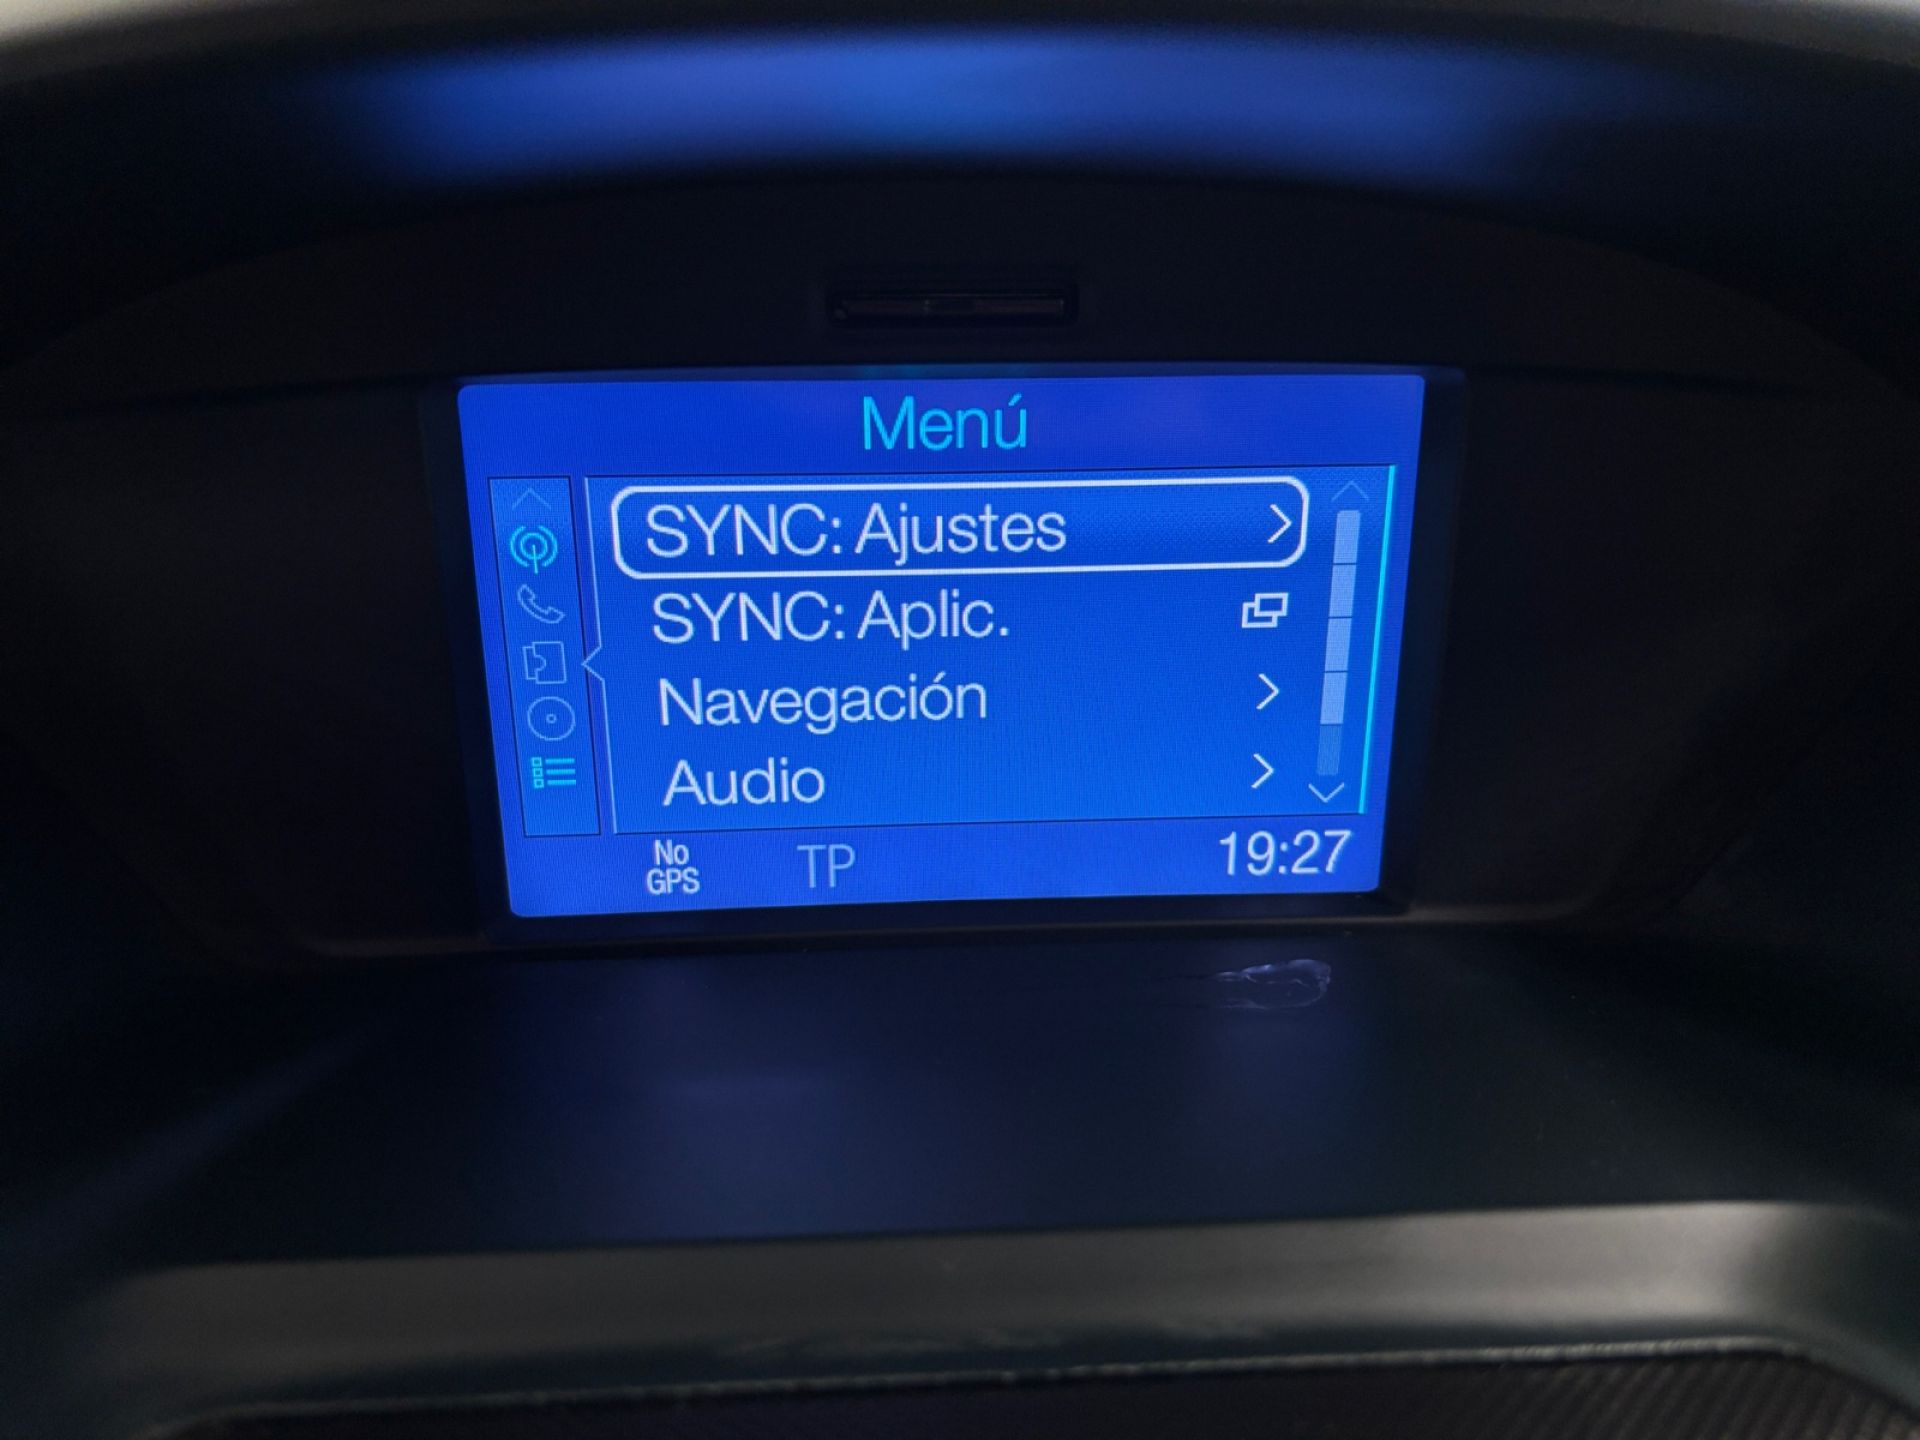 Menú
SYNC: Ajustes
SYNC: Aplic.
Navegación
Audio
No
GPS
TP
19:27